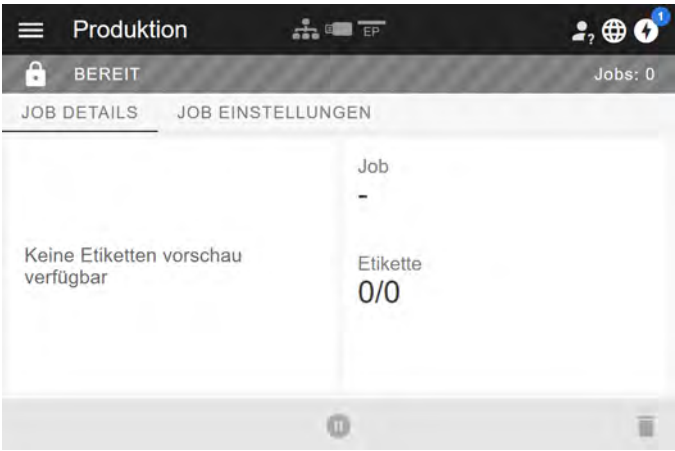 Produktion
EP
1
BEREIT
Jobs: 0
JOB DETAILS
JOB EINSTELLUNGEN
Job
-
Keine Etiketten vorschau
verfügbar
Etikette
0/0